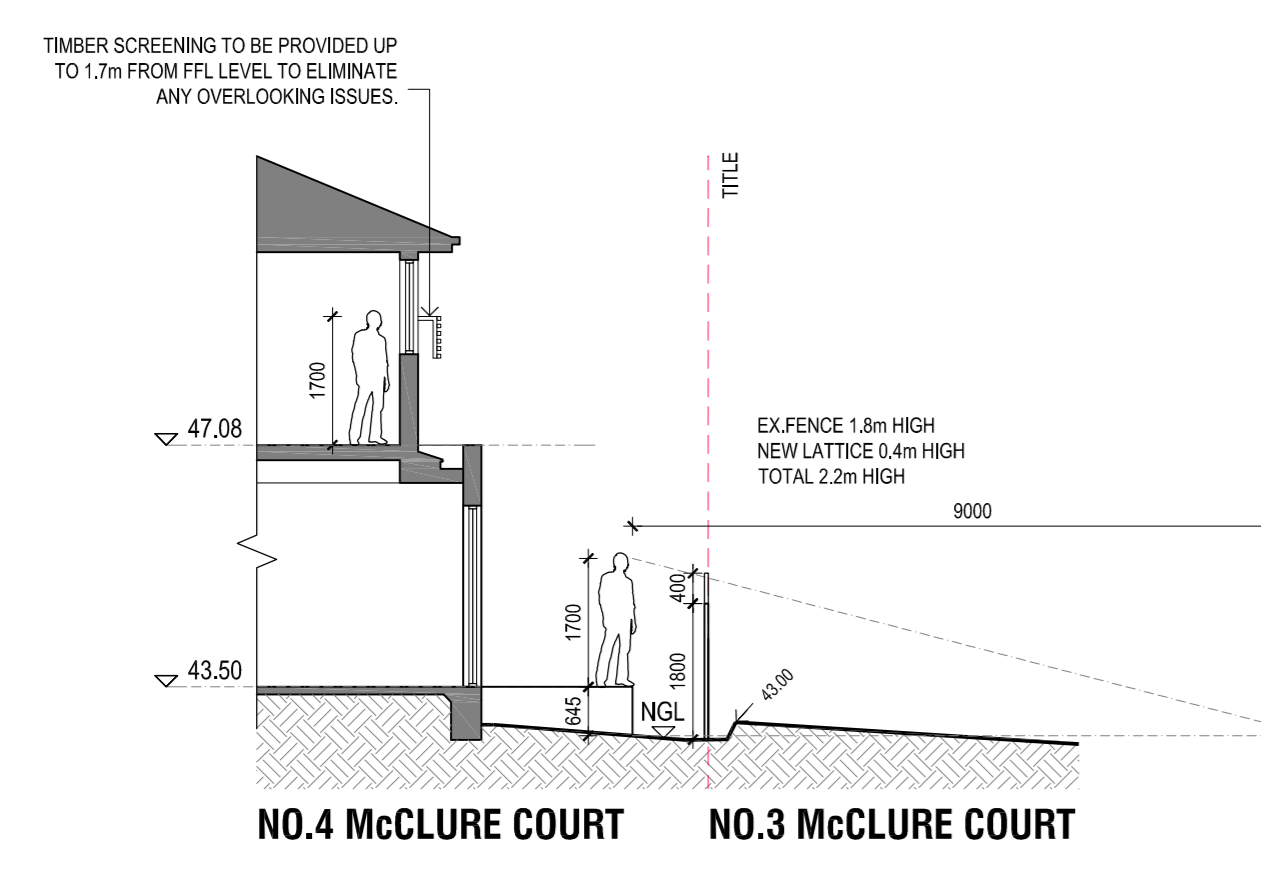 TIMBER SCREENING TO BE PROVIDED UP
TO 1.7m FROM FFL LEVEL TO ELIMINATE
ANY OVERLOOKING ISSUES.
TITLE
1700
47.08
EX.FENCE 1.8m HIGH
NEW LATTICE 0.4m HIGH
TOTAL 2.2m HIGH
9000
400
1700
1800
43.50
43.00
645
NGL
NO.4 McCLURE COURT
NO.3 McCLURE COURT